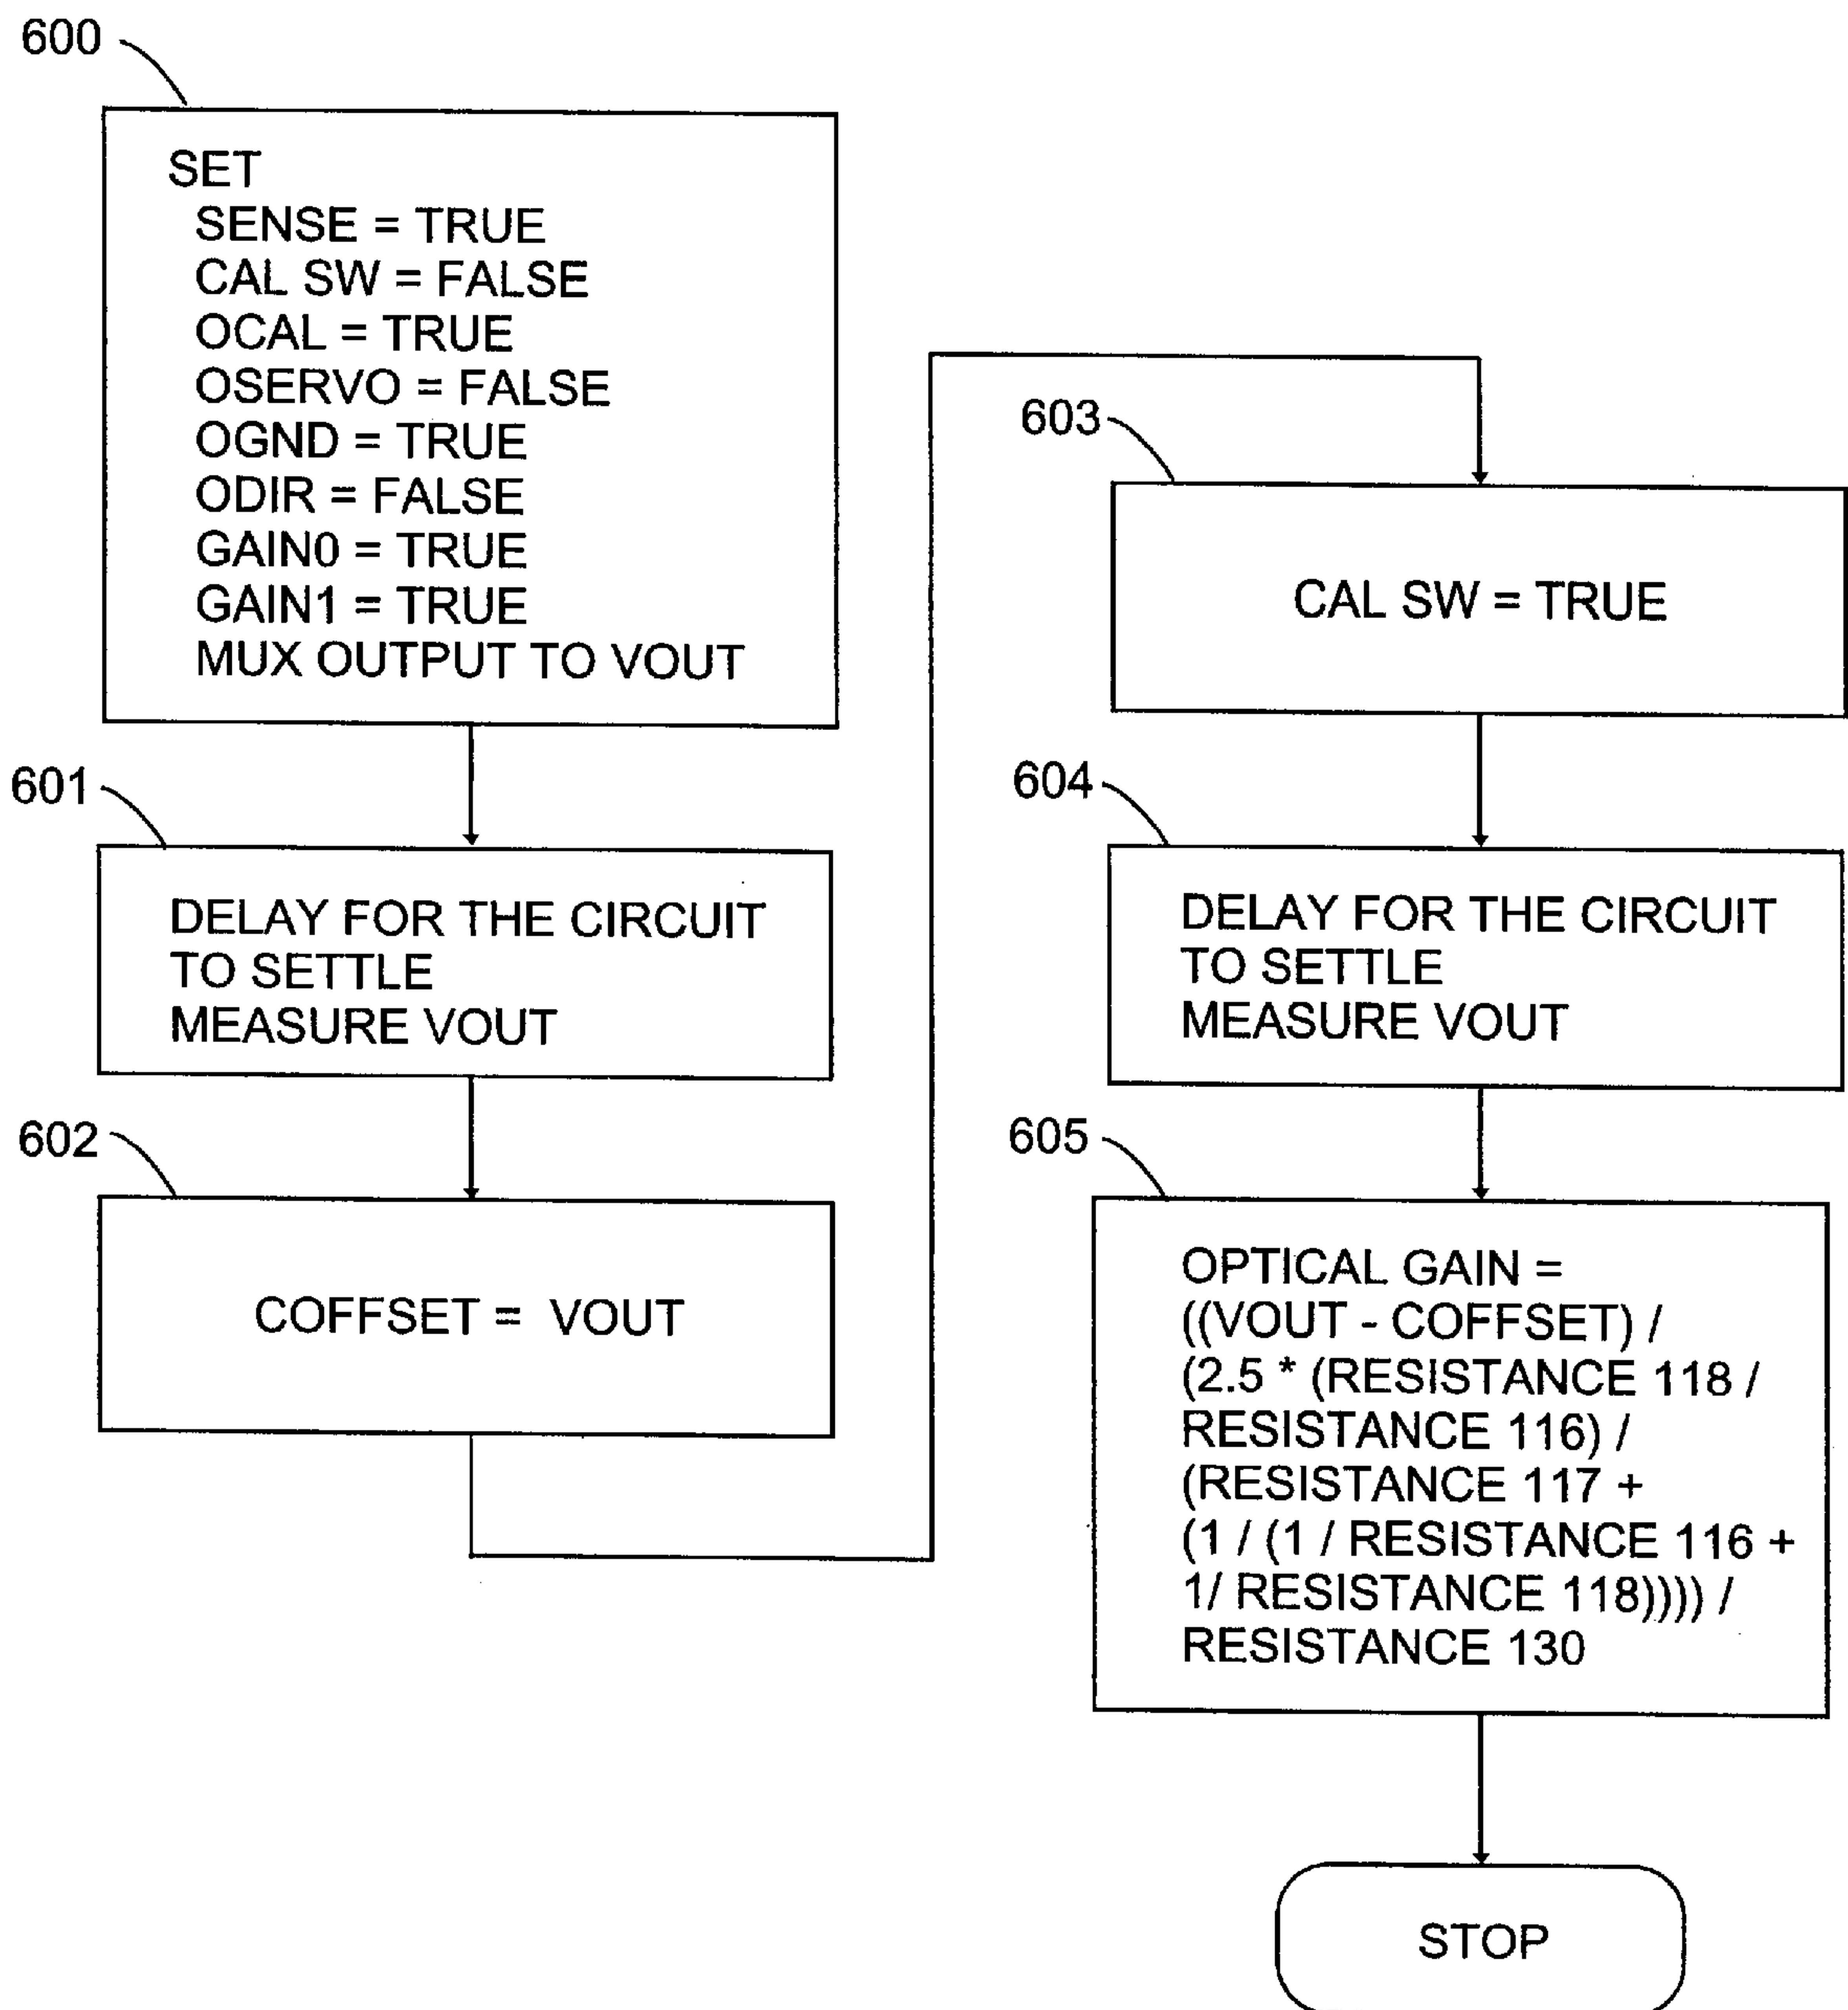 600
SET
SENSE = TRUE
CAL SW = FALSE
OCAL = TRUE
OSERVO = FALSE
OGND = TRUE
ODIR = FALSE
GAIN0 = TRUE
GAIN1 = TRUE
MUX OUTPUT TO VOUT
601
DELAY FOR THE CIRCUIT
TO SETTLE
MEASURE VOUT
602
COFFSET = VOUT
603
CAL SW = TRUE
604
DELAY FOR THE CIRCUIT
TO SETTLE
MEASURE VOUT
605
OPTICAL GAIN =
((VOUT - COFFSET) /
(2.5 * (RESISTANCE 118 /
RESISTANCE 116) /
(RESISTANCE 117 +
(1 / (1 / RESISTANCE 116 +
1/ RESISTANCE 118)))) /
RESISTANCE 130
STOP